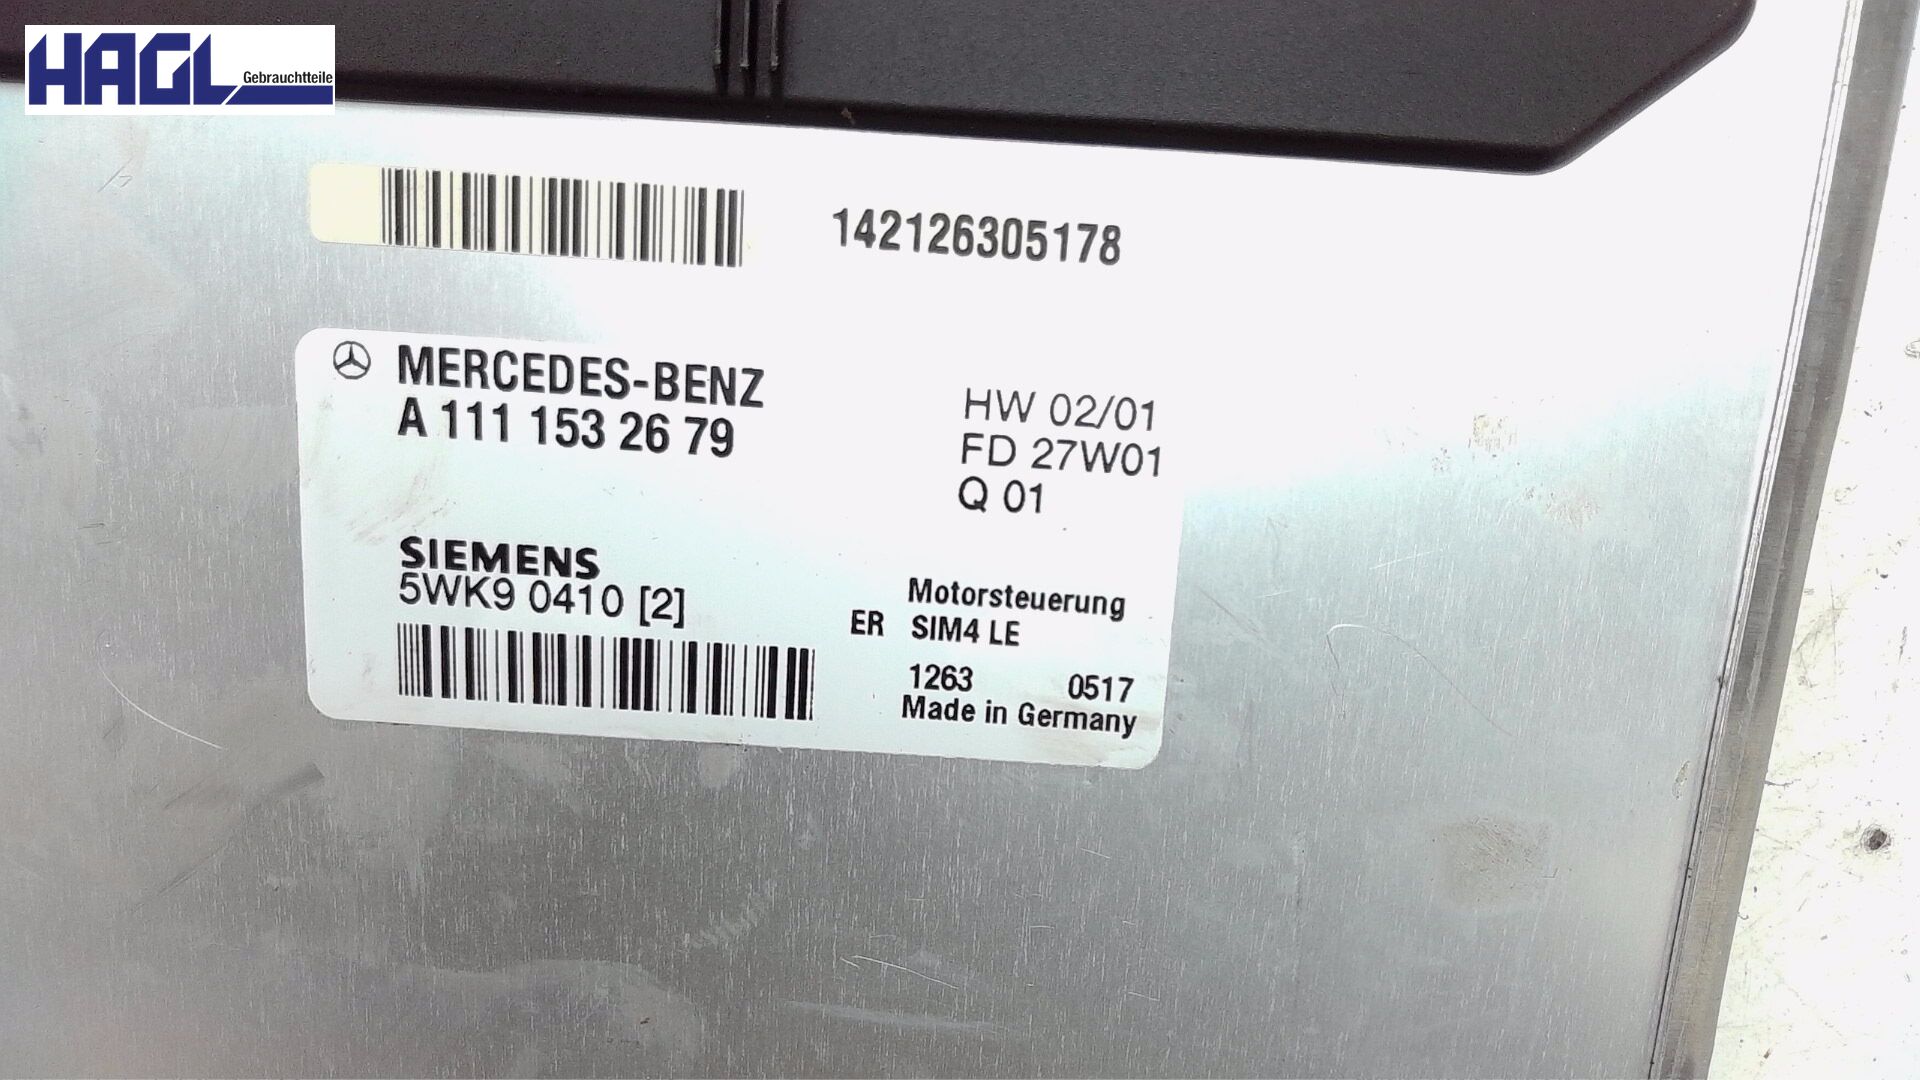 HAGL
Gebrauchtteile
142126305178
MERCEDES-BENZ
A 111 153 26 79
HW 02/01
FD 27W01
Q 01
SIEMENS
5WK9 0410 [2]
Motorsteuerung
ER SIM4 LE
1263 0517
Made in Germany